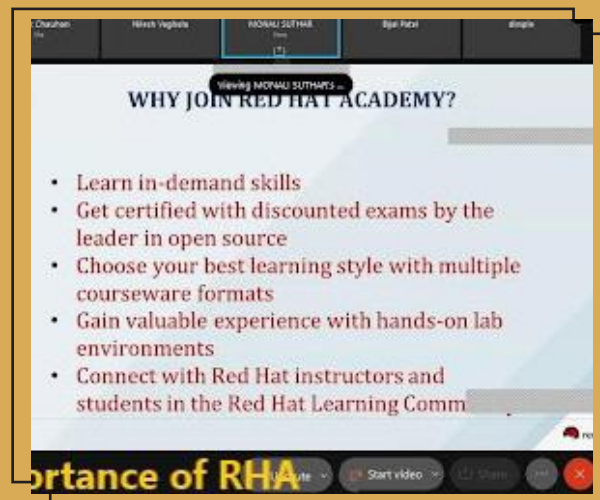 Chauhan
Nilesh Vaghela
MONALI SUTHAR
Bijal Patel
dimple
Viewing MONALI SUTHAR'S ...
WHY JOIN RED HAT ACADEMY?
• Learn in-demand skills
• Get certified with discounted exams by the
leader in open source
• Choose your best learning style with multiple
courseware formats
• Gain valuable experience with hands-on lab
environments
• Connect with Red Hat instructors and
students in the Red Hat Learning Comm
ortance of RHA
Start video
Share